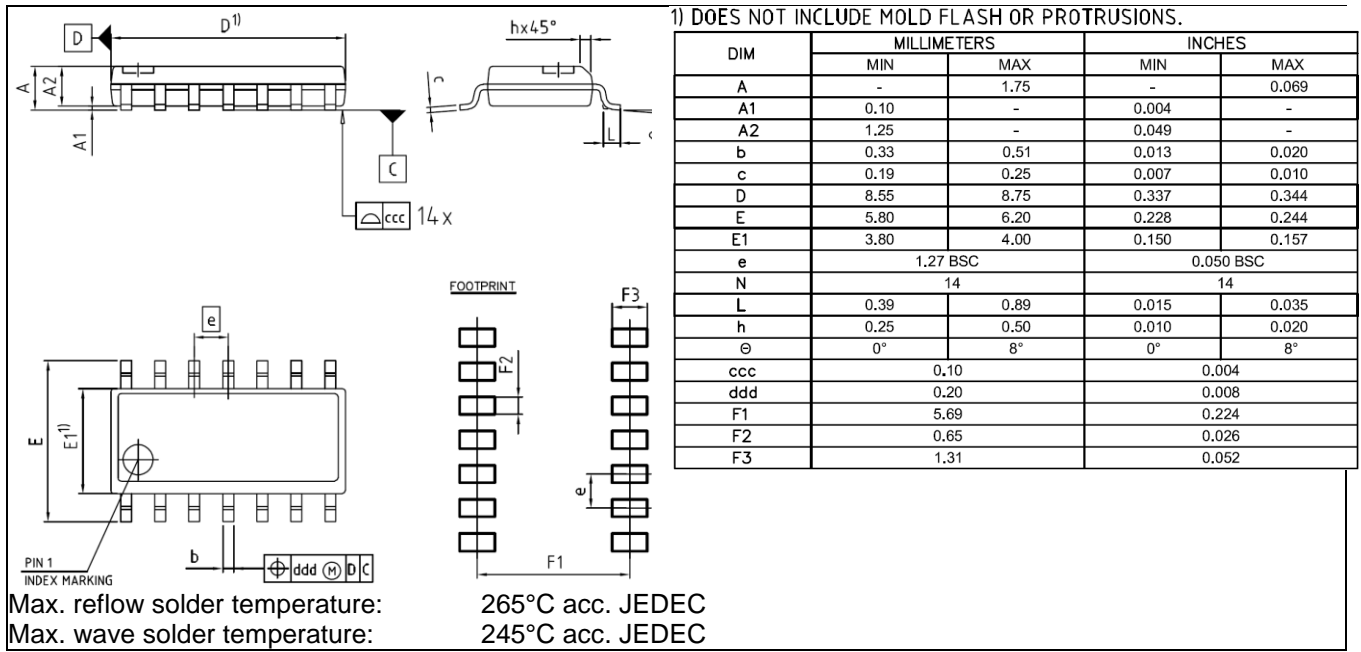 1) DOES NOT INCLUDE MOLD FLASH OR PROTRUSIONS.
D
D1)
hx45°
A
A2
A1
C
ccc 14x
L
DIM MILLIMETERS INCHES
MIN MAX MIN MAX
A - 1.75 - 0.069
A1 0.10 - 0.004 -
A2 1.25 - 0.049 -
b 0.33 0.51 0.013 0.020
c 0.19 0.25 0.007 0.010
D 8.55 8.75 0.337 0.344
E 5.80 6.20 0.228 0.244
E1 3.80 4.00 0.150 0.157
e 1.27 BSC 0.050 BSC
N 14 14
L 0.39 0.89 0.015 0.035
h 0.25 0.50 0.010 0.020
Θ 0° 8° 0° 8°
ccc 0.10 0.004
ddd 0.20 0.008
F1 5.69 0.224
F2 0.65 0.026
F3 1.31 0.052
e
E
E1 1)
PIN 1
INDEX MARKING
b
ddd M D C
FOOTPRINT
F3
F2
e
F1
Max. reflow solder temperature: 265°C acc. JEDEC
Max. wave solder temperature: 245°C acc. JEDEC